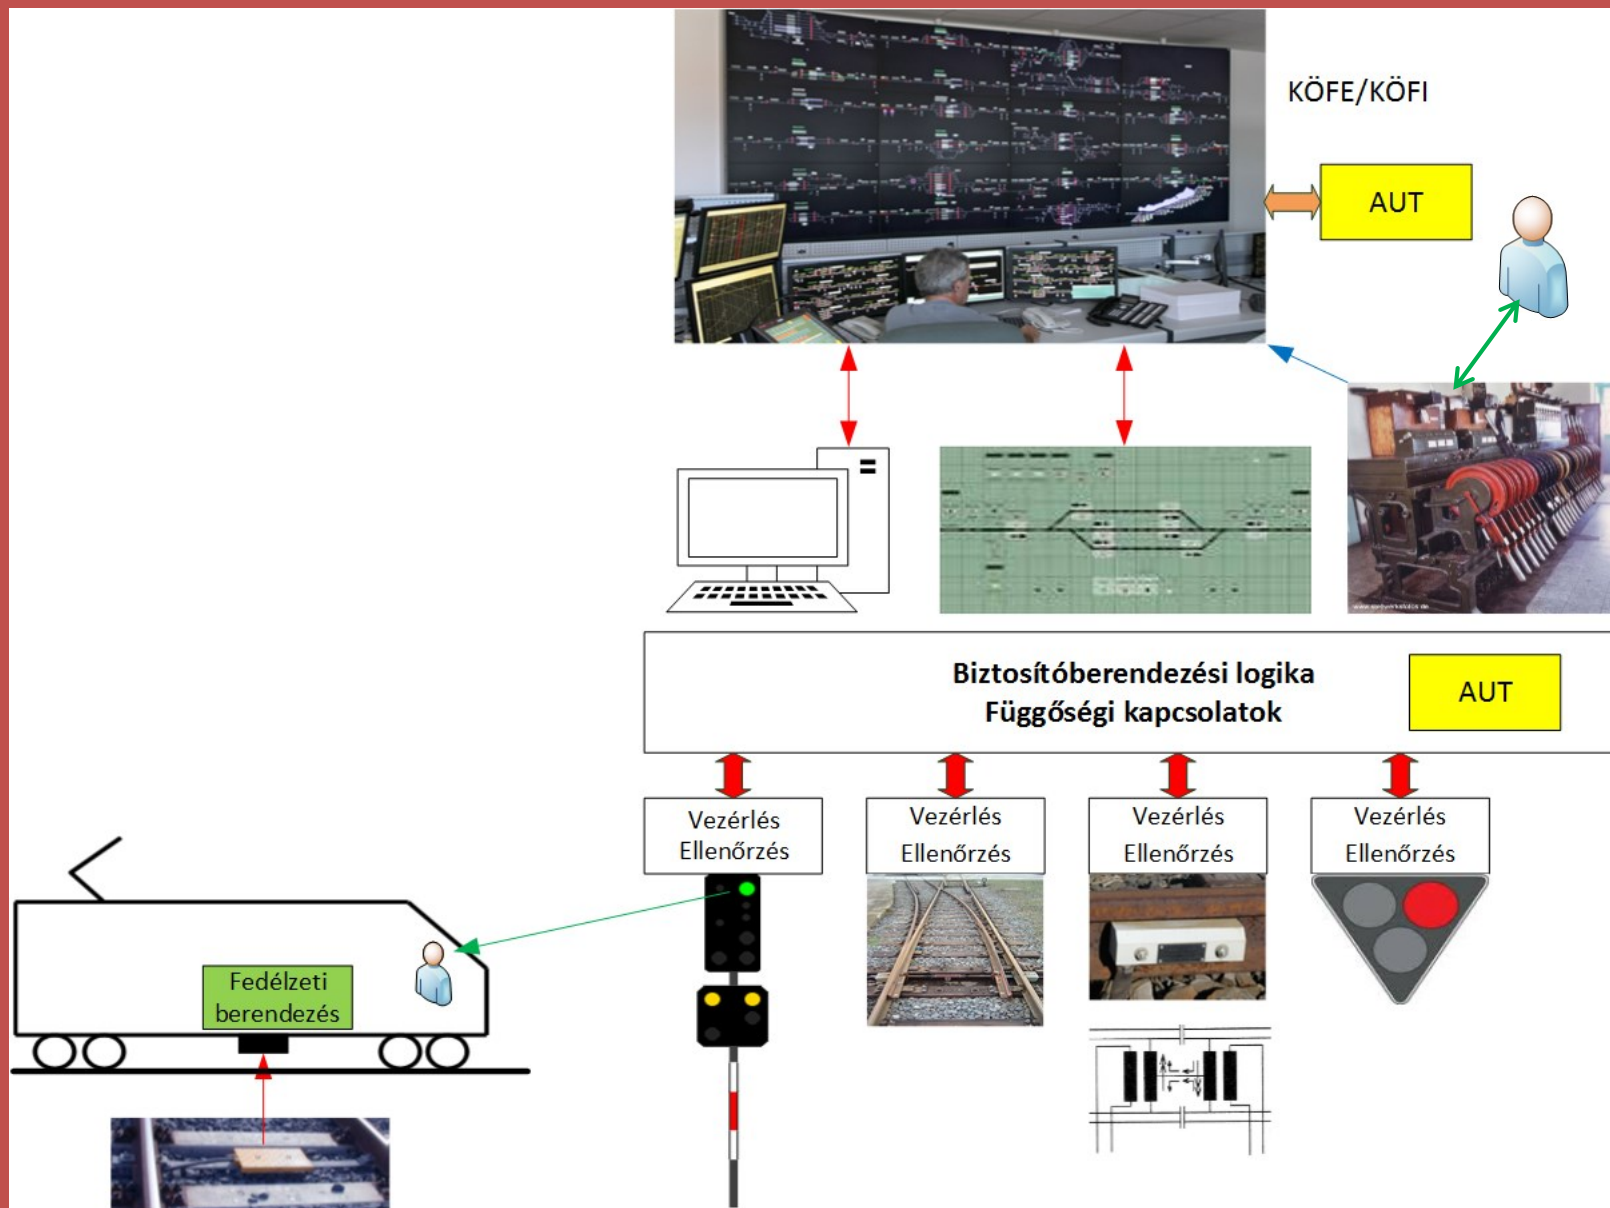 KÖFE/KÖFI
AUT
Biztosítóberendezési logika
Függőségi kapcsolatok
AUT
Vezérlés
Ellenőrzés
Vezérlés
Ellenőrzés
Vezérlés
Ellenőrzés
Vezérlés
Ellenőrzés
Fedélzeti
berendezés